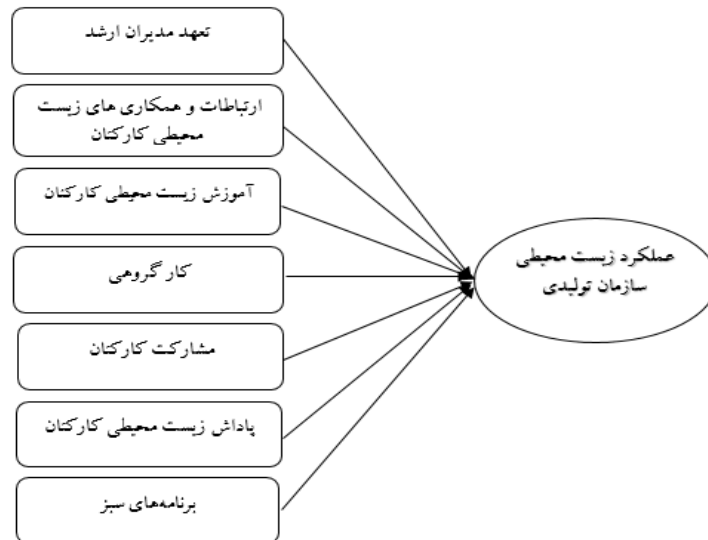 تعهد مدیران ارشد
ارتباطات و همکاری های زیست
محیطی کارکنان
آموزش زیست محیطی کارکنان
کار گروهی
مشارکت کارکنان
پاداش زیست محیطی کارکنان
برنامه‌های سبز
عملکرد زیست محیطی
سازمان تولیدی